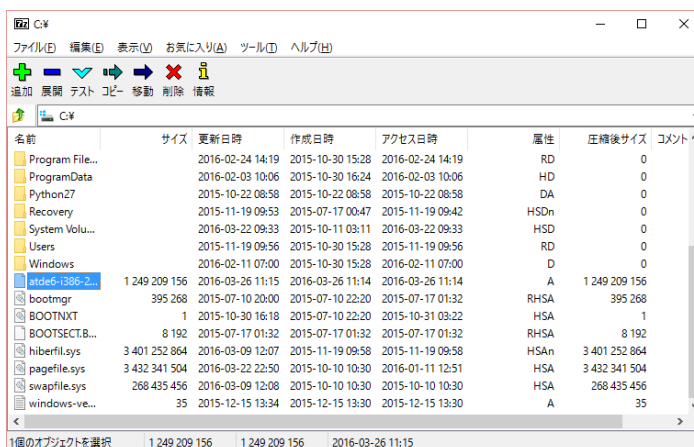 7z C:¥
ファイル(F) 編集(E) 表示(V) お気に入り(A) ツール(T) ヘルプ(H)
追加 展開 テスト コピー 移動 削除 情報
C:¥
名前 サイズ 更新日時 作成日時 アクセス日時 属性 圧縮後サイズ コメント
Program File... 2016-02-24 14:19 2015-10-30 15:28 2016-02-24 14:19 RD 0
ProgramData 2016-02-03 10:06 2015-10-30 16:24 2016-02-03 10:06 HD 0
Python27 2015-10-22 08:58 2015-10-22 08:58 2015-10-22 08:58 DA 0
Recovery 2015-11-19 09:53 2015-07-17 00:47 2015-11-19 09:42 HSDn 0
System Volu... 2016-03-22 09:33 2015-10-11 03:11 2016-03-22 09:33 HSD 0
Users 2015-11-19 09:56 2015-10-30 15:28 2015-11-19 09:56 RD 0
Windows 2016-02-11 07:00 2015-10-30 15:28 2016-02-11 07:00 D 0
atde6-i386-2... 1 249 209 156 2016-03-26 11:15 2016-03-26 11:14 2016-03-26 11:14 A 1 249 209 156
bootmgr 395 268 2015-07-10 20:00 2015-07-10 22:20 2015-07-17 01:32 RHSA 395 268
BOOTNXT 1 2015-10-30 16:18 2015-07-10 22:20 2015-10-31 03:22 HSA 1
BOOTSECT.B... 8 192 2015-07-17 01:32 2015-07-17 01:32 2015-07-17 01:32 RHSA 8 192
hiberfil.sys 3 401 252 864 2016-03-09 12:07 2015-11-19 09:58 2015-11-19 09:58 HSAn 3 401 252 864
pagefile.sys 3 432 341 504 2016-03-22 22:50 2015-10-10 10:30 2016-01-11 12:51 HSA 3 432 341 504
swapfile.sys 268 435 456 2016-03-09 12:08 2015-10-10 10:30 2015-10-10 10:30 HSA 268 435 456
windows-ve... 35 2015-12-15 13:34 2015-12-15 13:30 2015-12-15 13:30 A 35
1個のオブジェクトを選択 1 249 209 156 1 249 209 156 2016-03-26 11:15